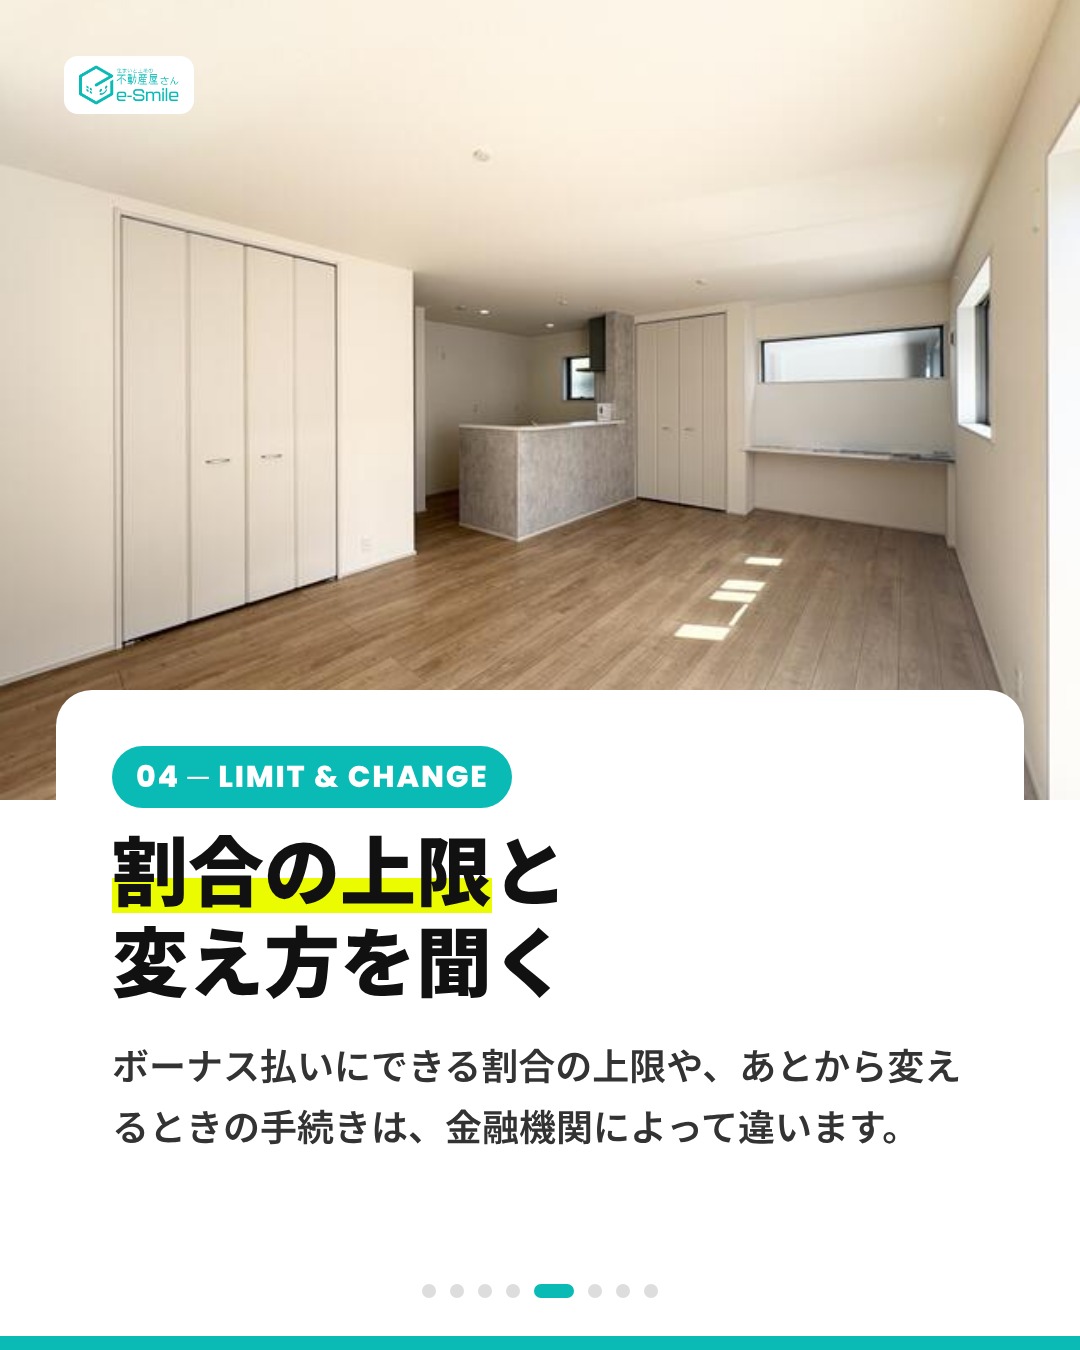 不動産屋さん
e-Smile
04 — LIMIT & CHANGE
割合の上限と
変え方を聞く
ボーナス払いにできる割合の上限や、あとから変え
るときの手続きは、金融機関によって違います。